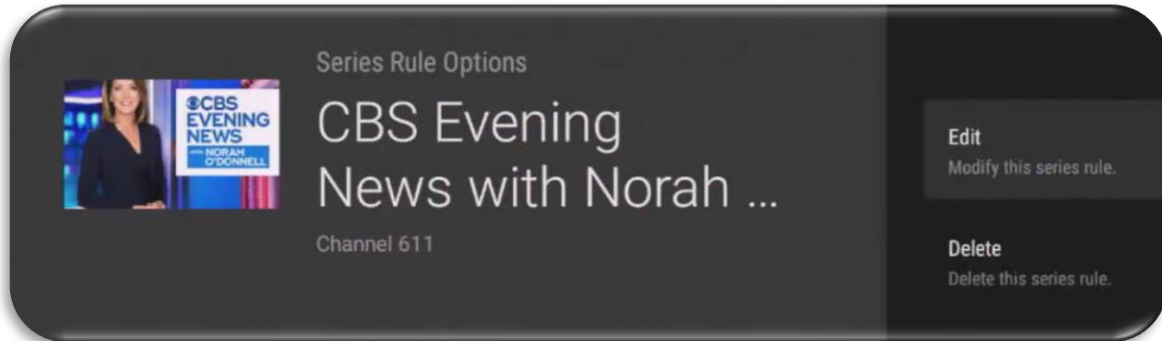 Series Rule Options
CBS Evening
News with Norah ...
Channel 611
CBS
EVENING
NEWS
WITH NORAH
O'DONNELL
Edit
Modify this series rule.
Delete
Delete this series rule.